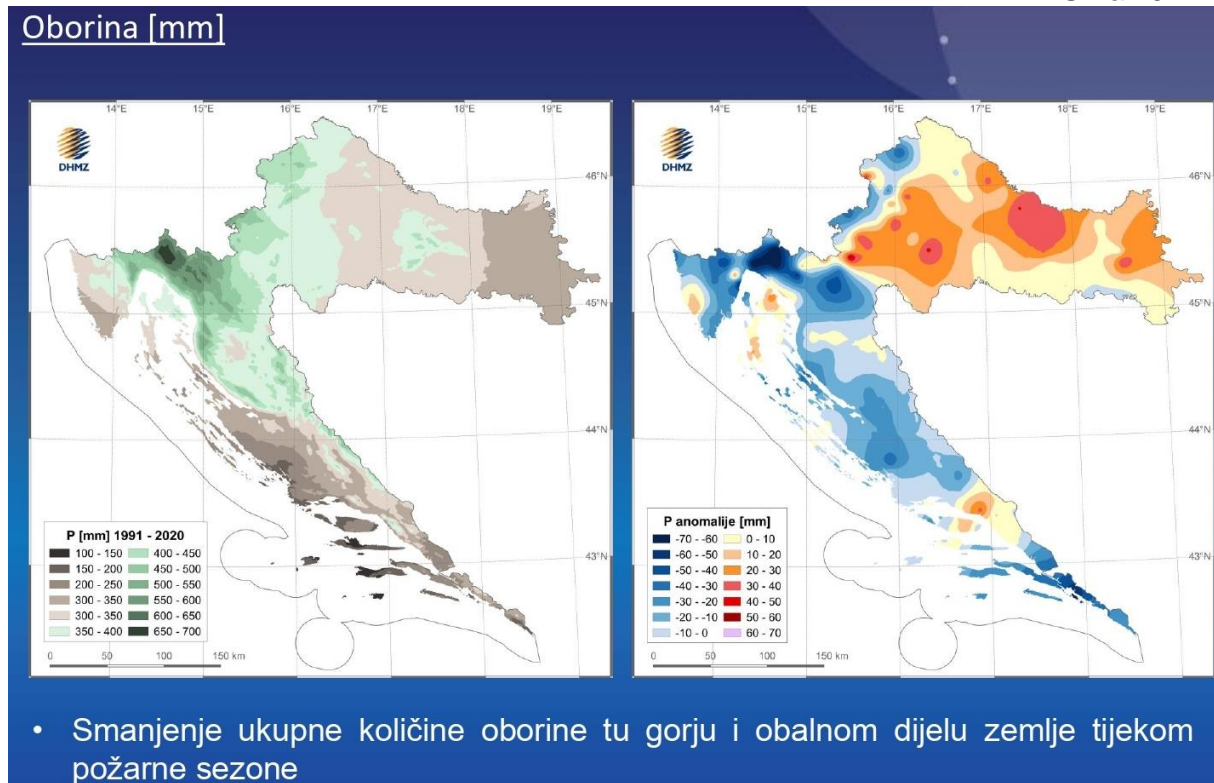 Oborina [mm]
14°E 15°E 16°E 17°E 18°E 19°E
DHMZ
46°N
45°N
44°N
43°N
P [mm] 1991 - 2020
100 - 150 400 - 450
150 - 200 450 - 500
200 - 250 500 - 550
300 - 350 550 - 600
300 - 350 600 - 650
350 - 400 650 - 700
0 50 100 150 km
14°E 15°E 16°E 17°E 18°E 19°E
DHMZ
46°N
45°N
44°N
43°N
P anomalije [mm]
-70 - -60 0 - 10
-60 - -50 10 - 20
-50 - -40 20 - 30
-40 - -30 30 - 40
-30 - -20 40 - 50
-20 - -10 50 - 60
-10 - 0 60 - 70
0 50 100 150 km
• Smanjenje ukupne količine oborine tu gorju i obalnom dijelu zemlje tijekom
požarne sezone